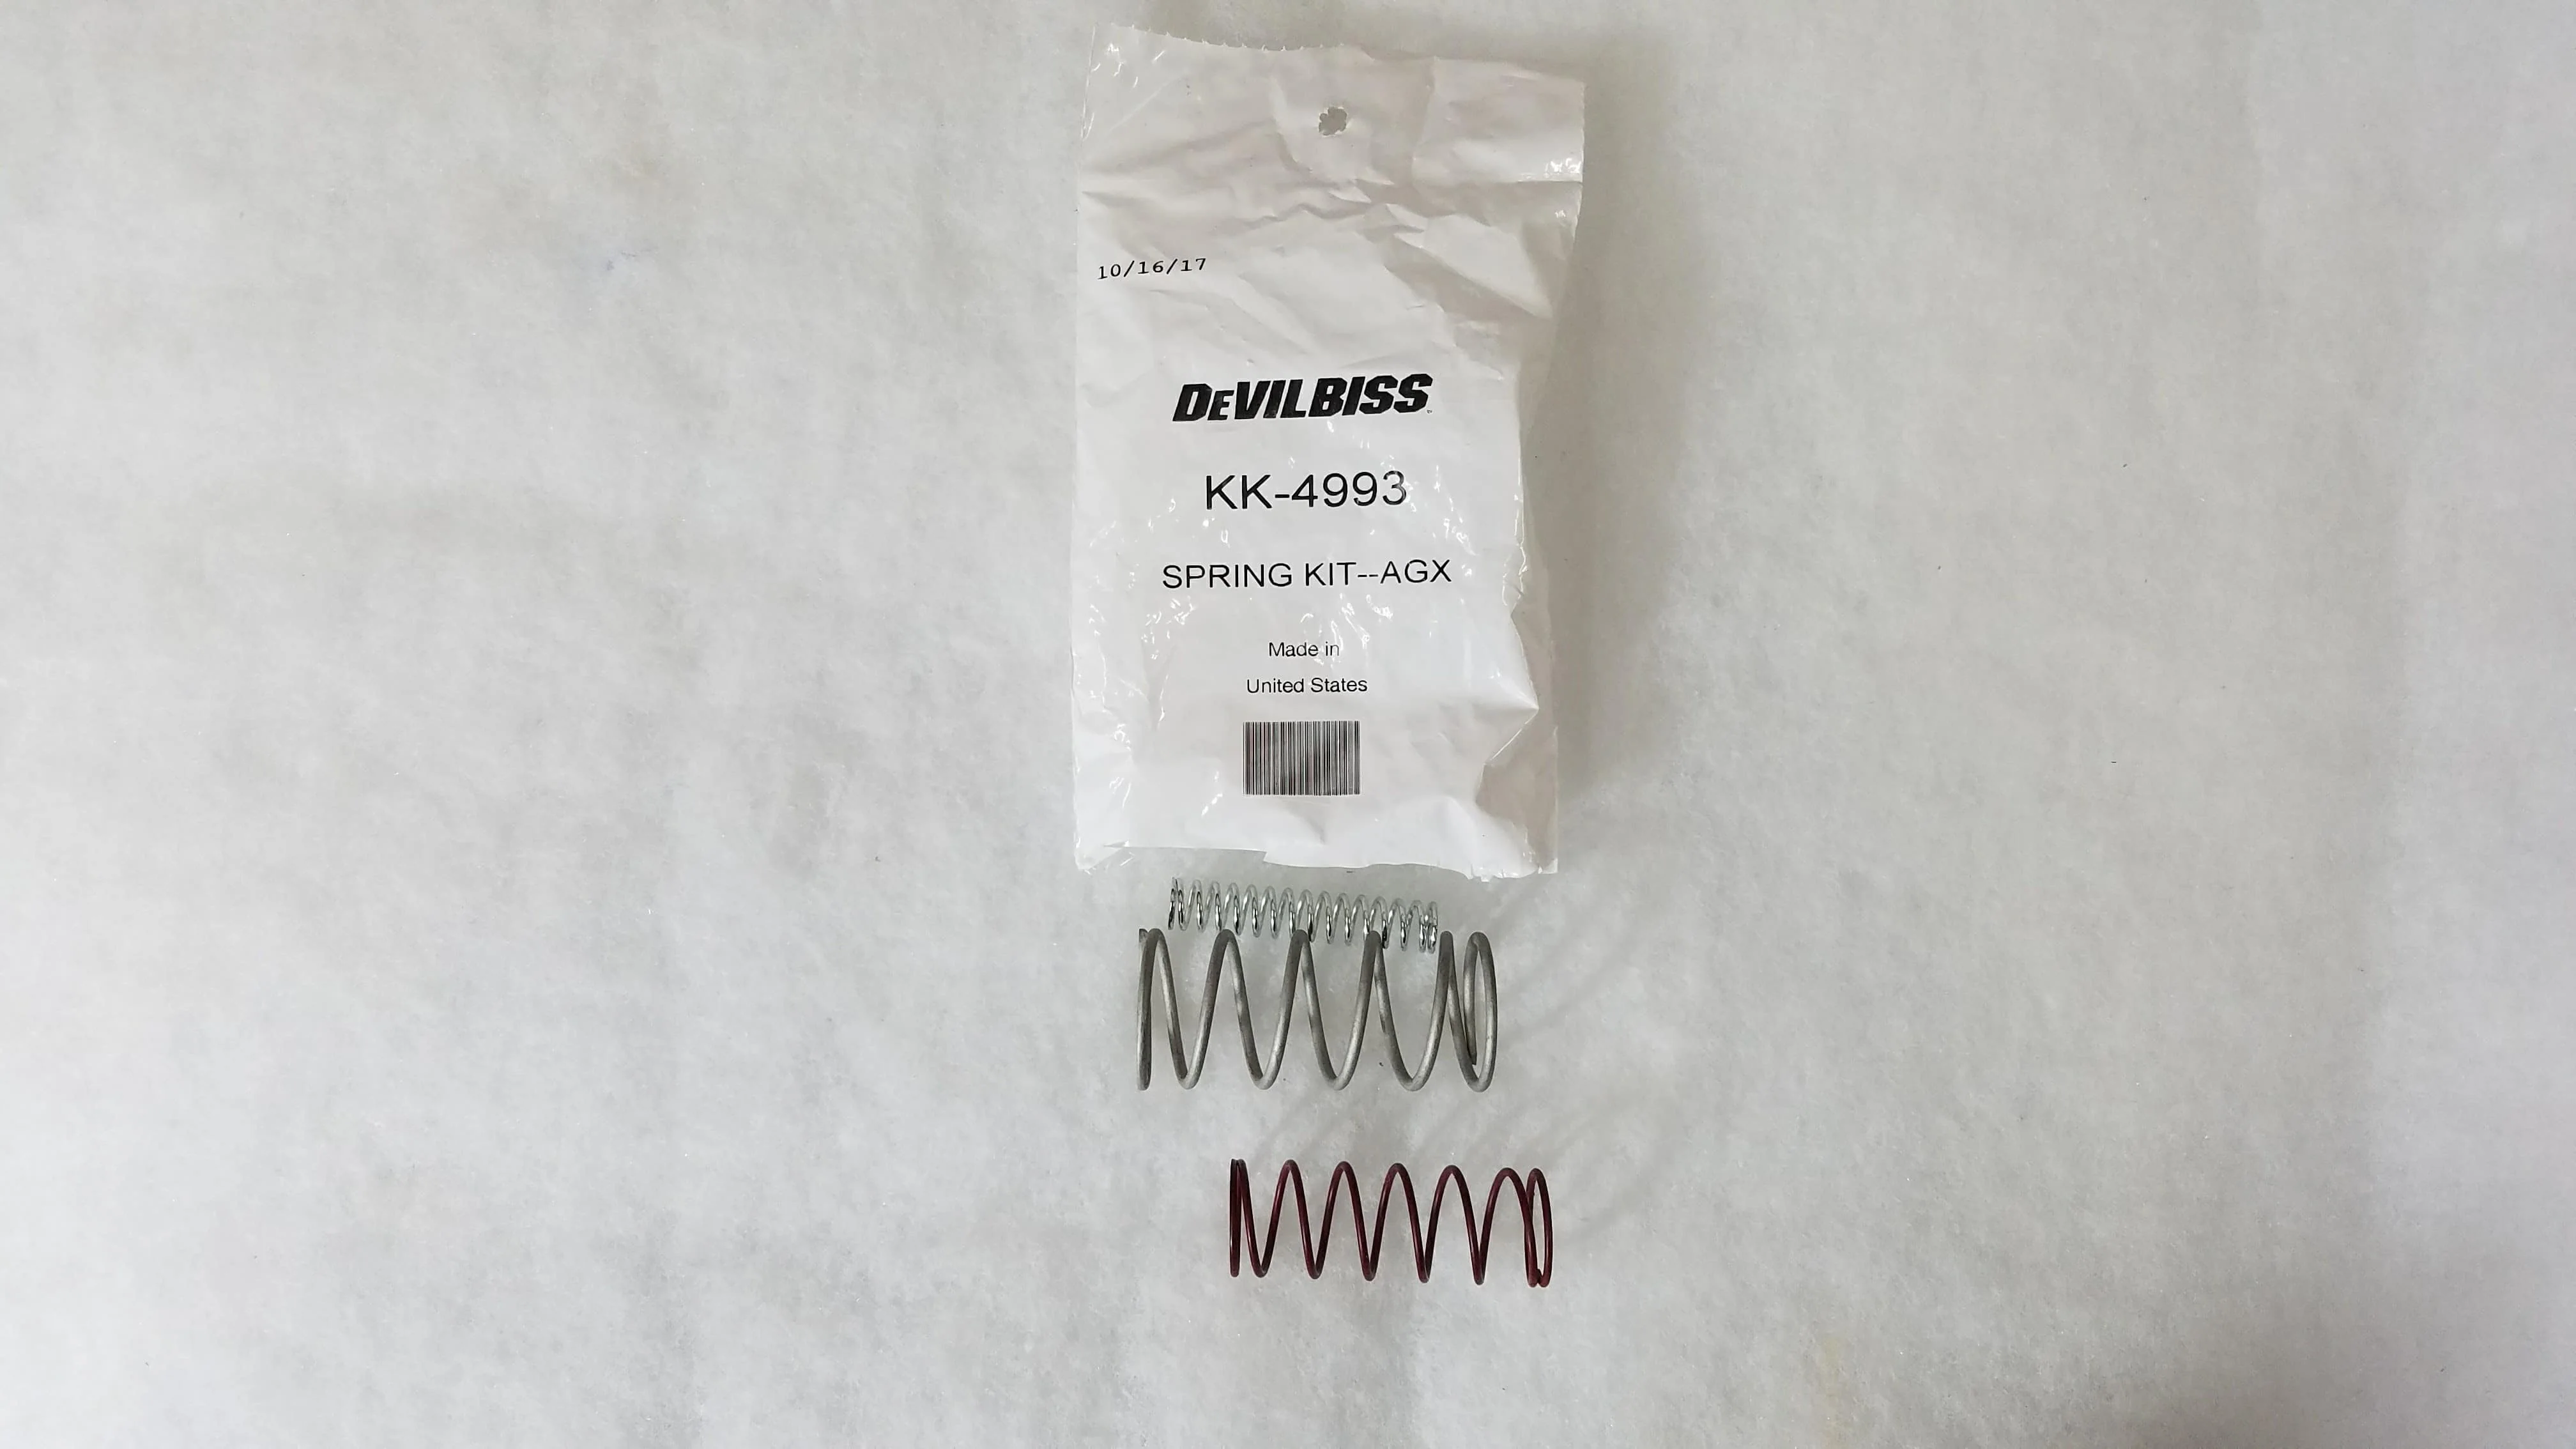 10/16/17
DEVILBISS
KK-4993
SPRING KIT--AGX
Made in
United States